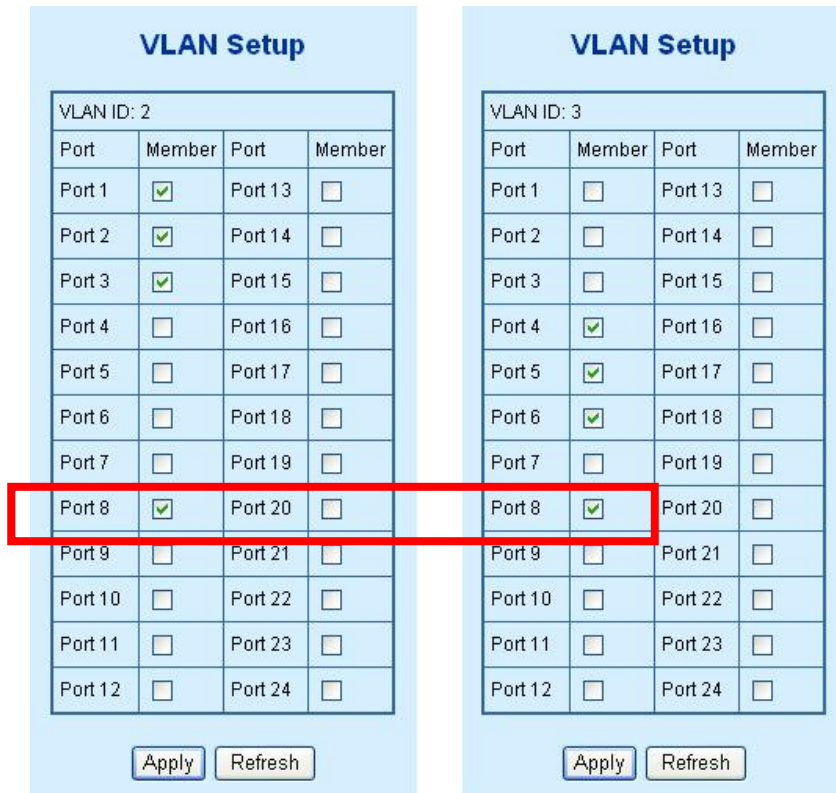 VLAN Setup
VLAN ID: 2
Port Member Port Member
Port 1 Port 13
Port 2 Port 14
Port 3 Port 15
Port 4 Port 16
Port 5 Port 17
Port 6 Port 18
Port 7 Port 19
Port 8 Port 20
Port 9 Port 21
Port 10 Port 22
Port 11 Port 23
Port 12 Port 24
Apply Refresh
VLAN Setup
VLAN ID: 3
Port Member Port Member
Port 1 Port 13
Port 2 Port 14
Port 3 Port 15
Port 4 Port 16
Port 5 Port 17
Port 6 Port 18
Port 7 Port 19
Port 8 Port 20
Port 9 Port 21
Port 10 Port 22
Port 11 Port 23
Port 12 Port 24
Apply Refresh